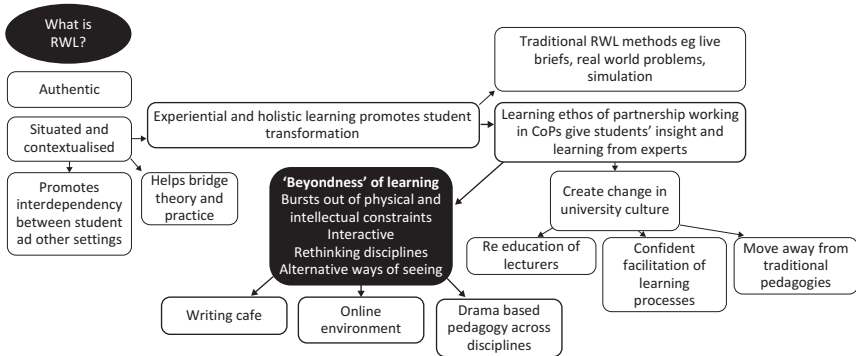 What is
RWL?
Authentic
Situated and
contextualised
Promotes
interdependency
between student
ad other settings
Helps bridge
theory and
practice
Experiential and holistic learning promotes student
transformation
Traditional RWL methods eg live
briefs, real world problems,
simulation
Learning ethos of partnership working
in CoPs give students’ insight and
learning from experts
‘Beyondness’ of learning
Bursts out of physical and
intellectual constraints
Interactive
Rethinking disciplines
Alternative ways of seeing
Writing cafe
Online
environment
Drama based
pedagogy across
disciplines
Create change in
university culture
Re education of
lecturers
Confident
facilitation of
learning
processes
Move away from
traditional
pedagogies